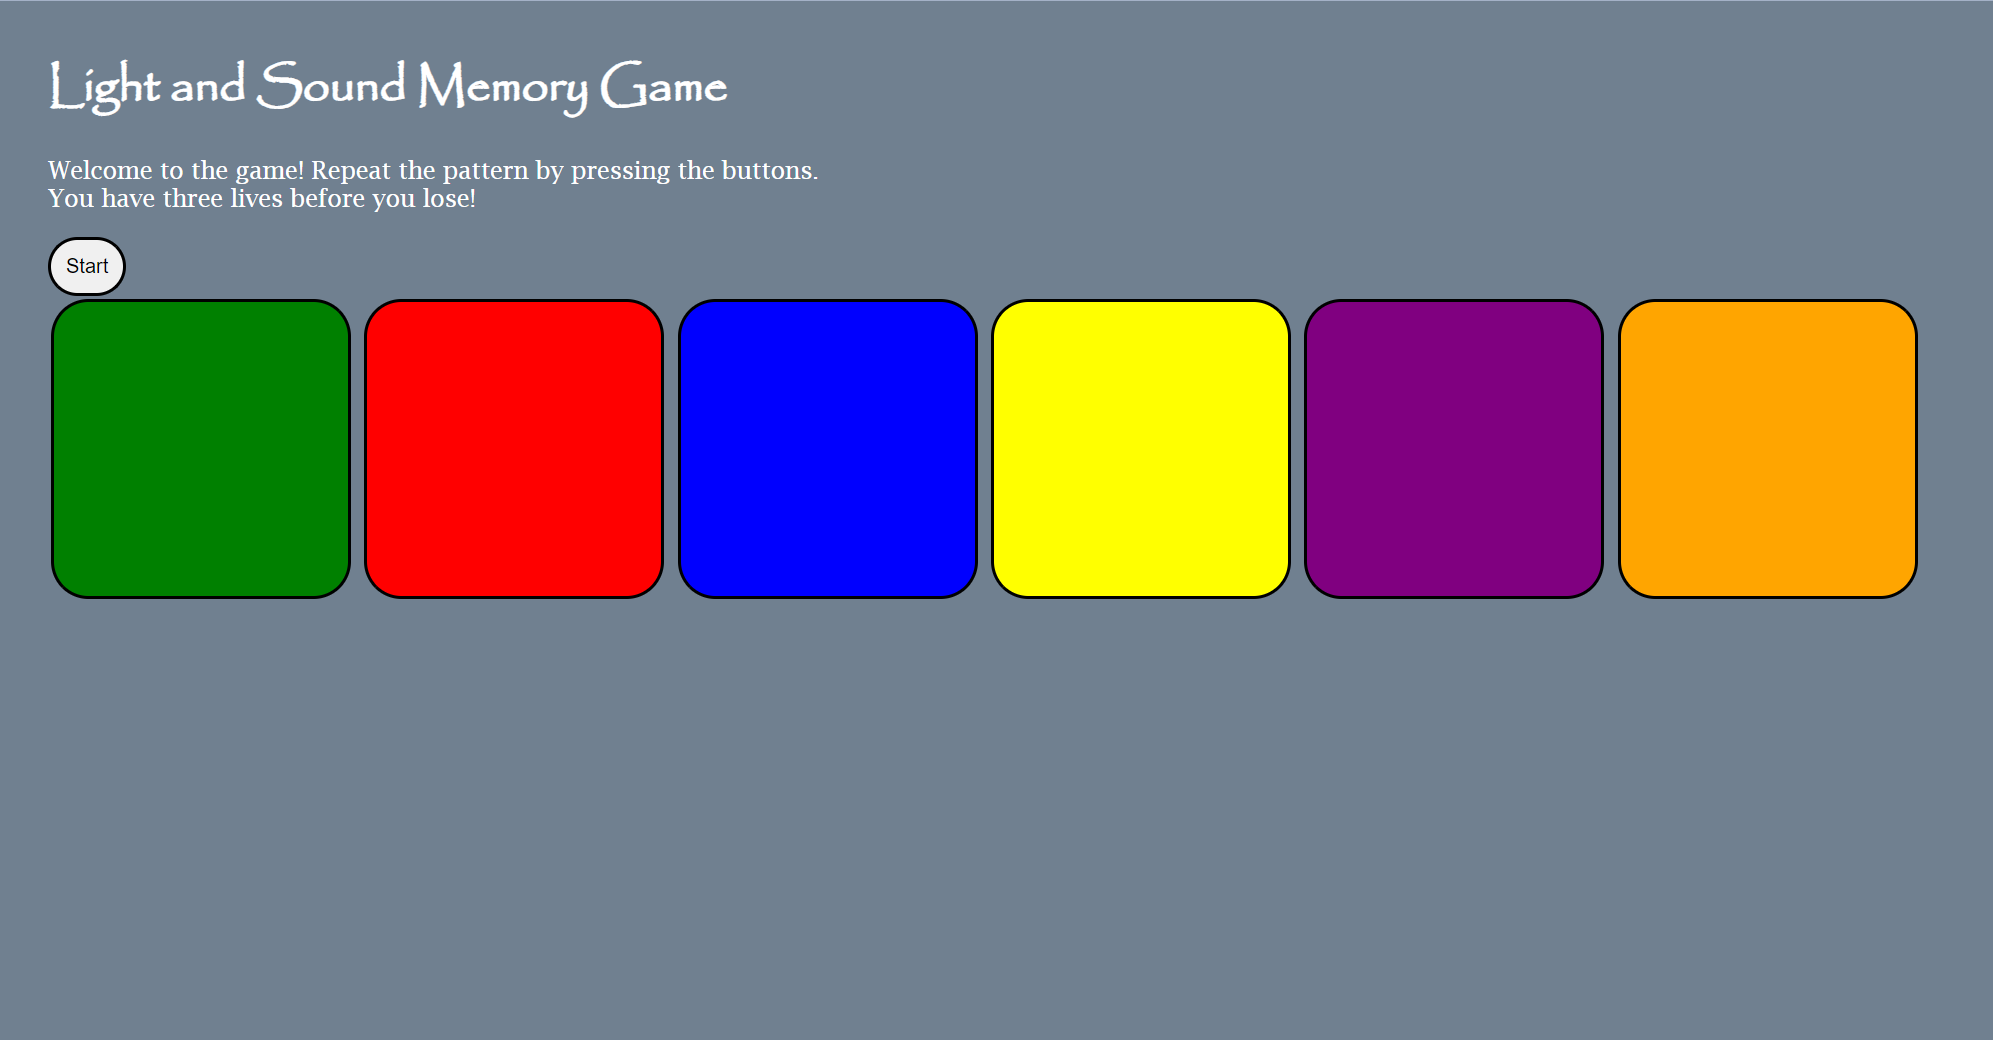 Light and Sound Memory Game
Welcome to the game! Repeat the pattern by pressing the buttons.
You have three lives before you lose!
Start